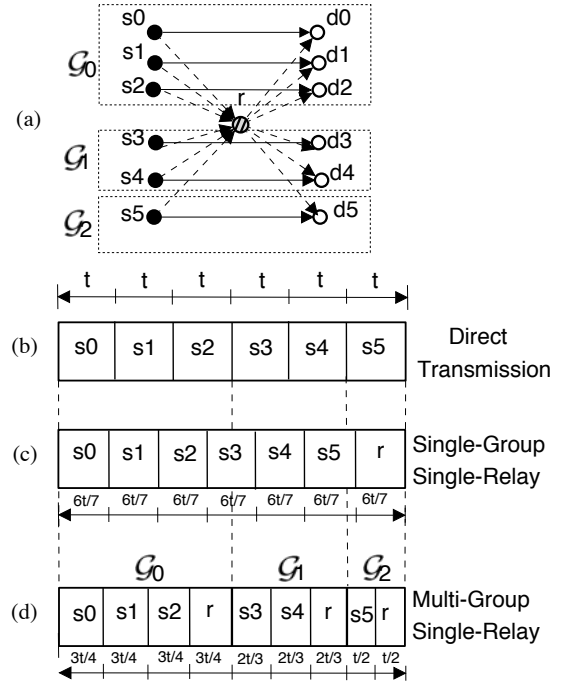 s0 d0
s1 d1
s2 d2
𝒢0
r
(a)
s3 d3
𝒢1
s4 d4
s5 d5
𝒢2
t t t t t t
(b) s0 s1 s2 s3 s4 s5 Direct
Transmission
(c) s0 s1 s2 s3 s4 s5 r Single-Group
Single-Relay
6t/7 6t/7 6t/7 6t/7 6t/7 6t/7 6t/7
𝒢0 𝒢1 𝒢2
(d) s0 s1 s2 r s3 s4 r s5 r Multi-Group
Single-Relay
3t/4 3t/4 3t/4 3t/4 2t/3 2t/3 2t/3 t/2 t/2